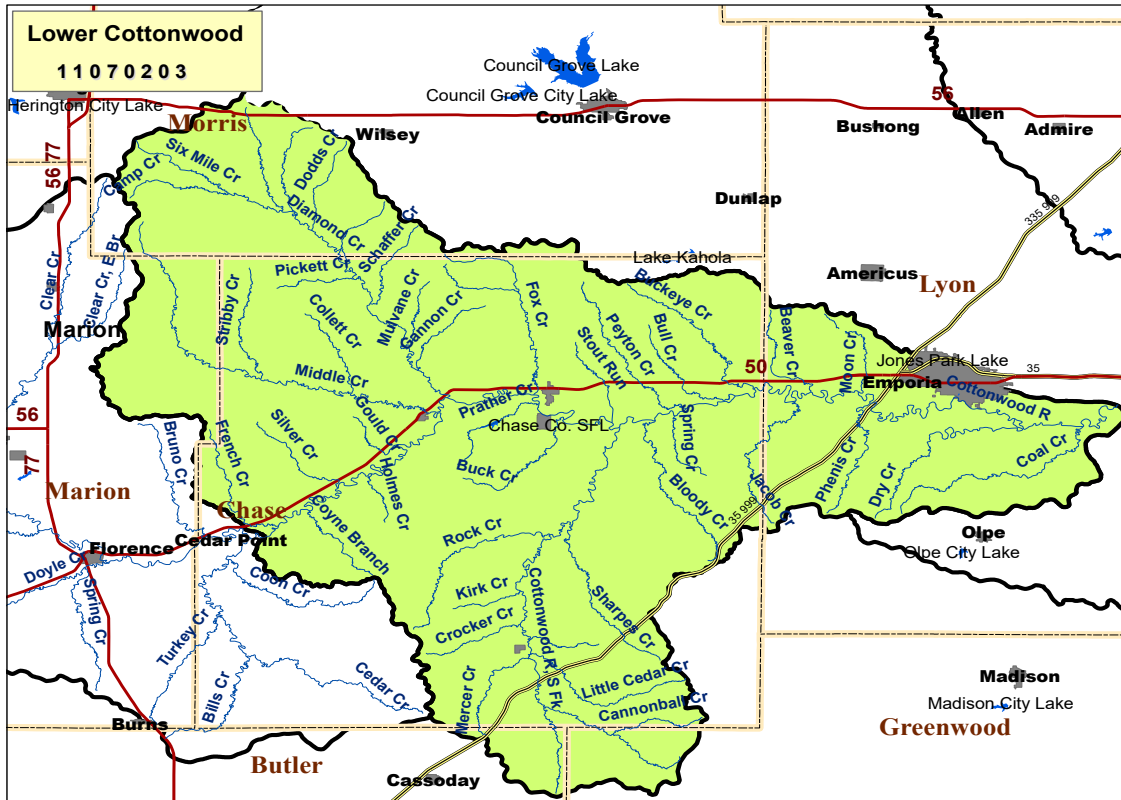 Lower Cottonwood
11070203
Council Grove Lake
Council Grove City Lake
Herington City Lake
56
Council Grove
Morris
Wilsey
Bushong
Allen
Admire
Six Mile Cr
Dodds Cr
Camp Cr
56 77
Dunlap
Diamond Cr
Schaffer Cr
335.999
Clear Cr
Clear Cr, E Br
Pickett Cr
Lake Kahola
Americus
Lyon
Buckeye Cr
Stribby Cr
Collett Cr
Mulvane Cr
Gannon Cr
Fox Cr
Marion
Peyton Cr
Bull Cr
Beaver Cr
Moon Cr
Stout Run
Jones Park Lake
35
50
Emporia
Middle Cr
Prather Cr
Cottonwood R
56
Gould Cr
Chase Co. SFL
Spring Cr
Silver Cr
Bruno Cr
French Cr
Coal Cr
77
Buck Cr
Holmes Cr
Phenis Cr
Dry Cr
Marion
Bloody Cr
Jacob Cr
Chase
Coyne Branch
35.999
Rock Cr
Olpe
Cedar Point
Florence
Olpe City Lake
Doyle Cr
Coon Cr
Kirk Cr
Cottonwood R, S Fk
Sharpes Cr
Spring Cr
Crocker Cr
Turkey Cr
Little Cedar Cr
Madison
Cedar Cr
Mercer Cr
Bills Cr
Cannonball Cr
Madison City Lake
Burns
Greenwood
Butler
Cassoday